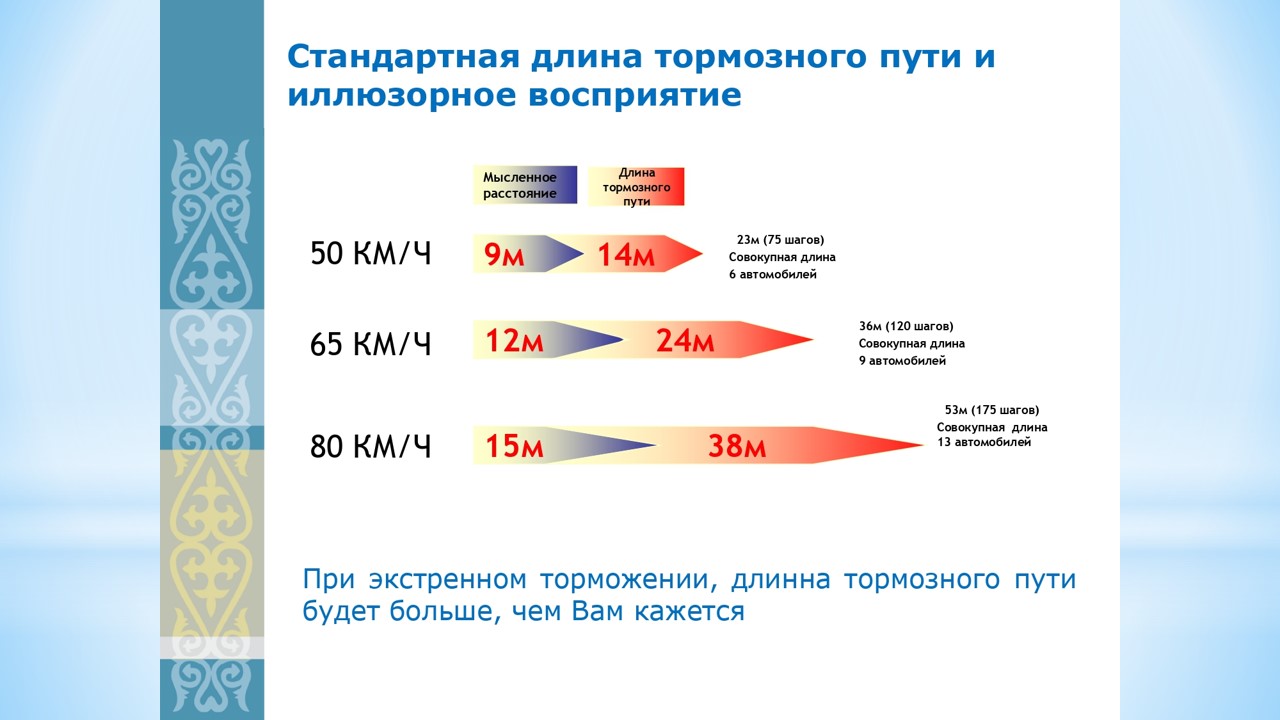 Стандартная длина тормозного пути и
иллюзорное восприятие
Мысленное
расстояние
Длина
тормозного
пути
50 КМ/Ч
9м
14м
23м (75 шагов)
Совокупная длина
6 автомобилей
65 КМ/Ч
12м
24м
36м (120 шагов)
Совокупная длина
9 автомобилей
80 КМ/Ч
15м
38м
53м (175 шагов)
Совокупная длина
13 автомобилей
При экстренном торможении, длинна тормозного пути
будет больше, чем Вам кажется